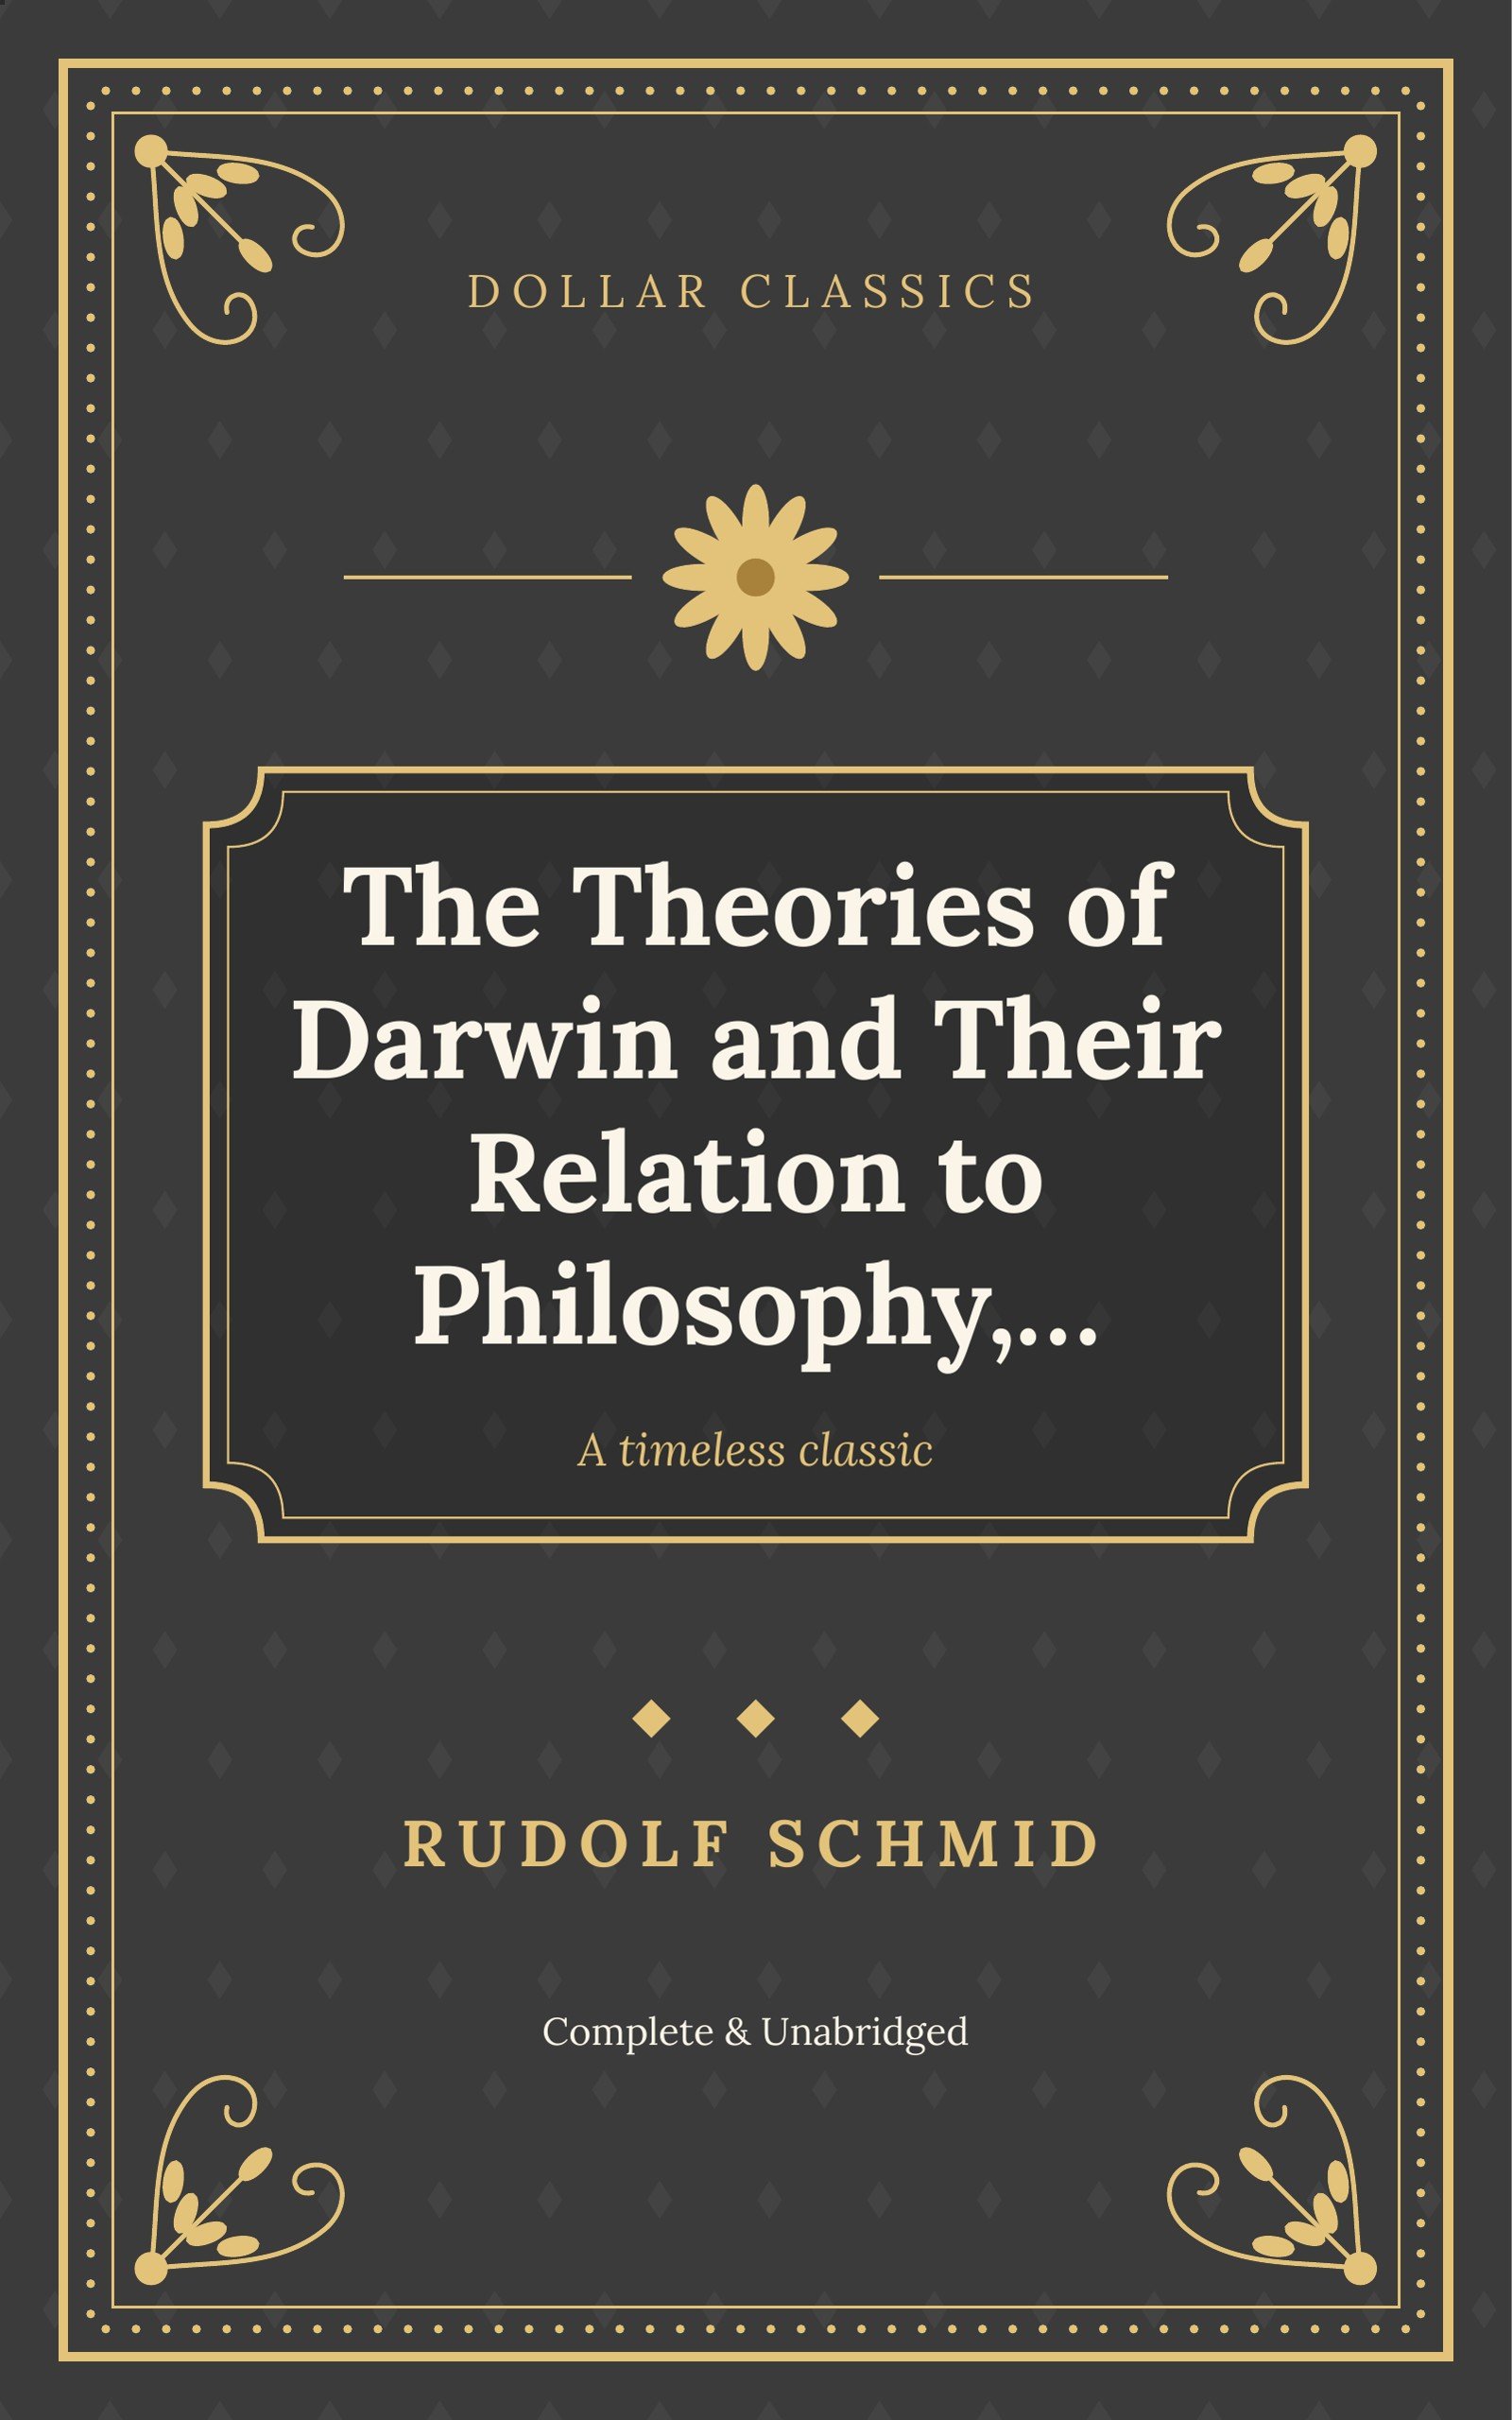 DOLLAR CLASSICS
The Theories of
Darwin and Their
Relation to
Philosophy,...
A timeless classic
RUDOLF SCHMID
Complete & Unabridged